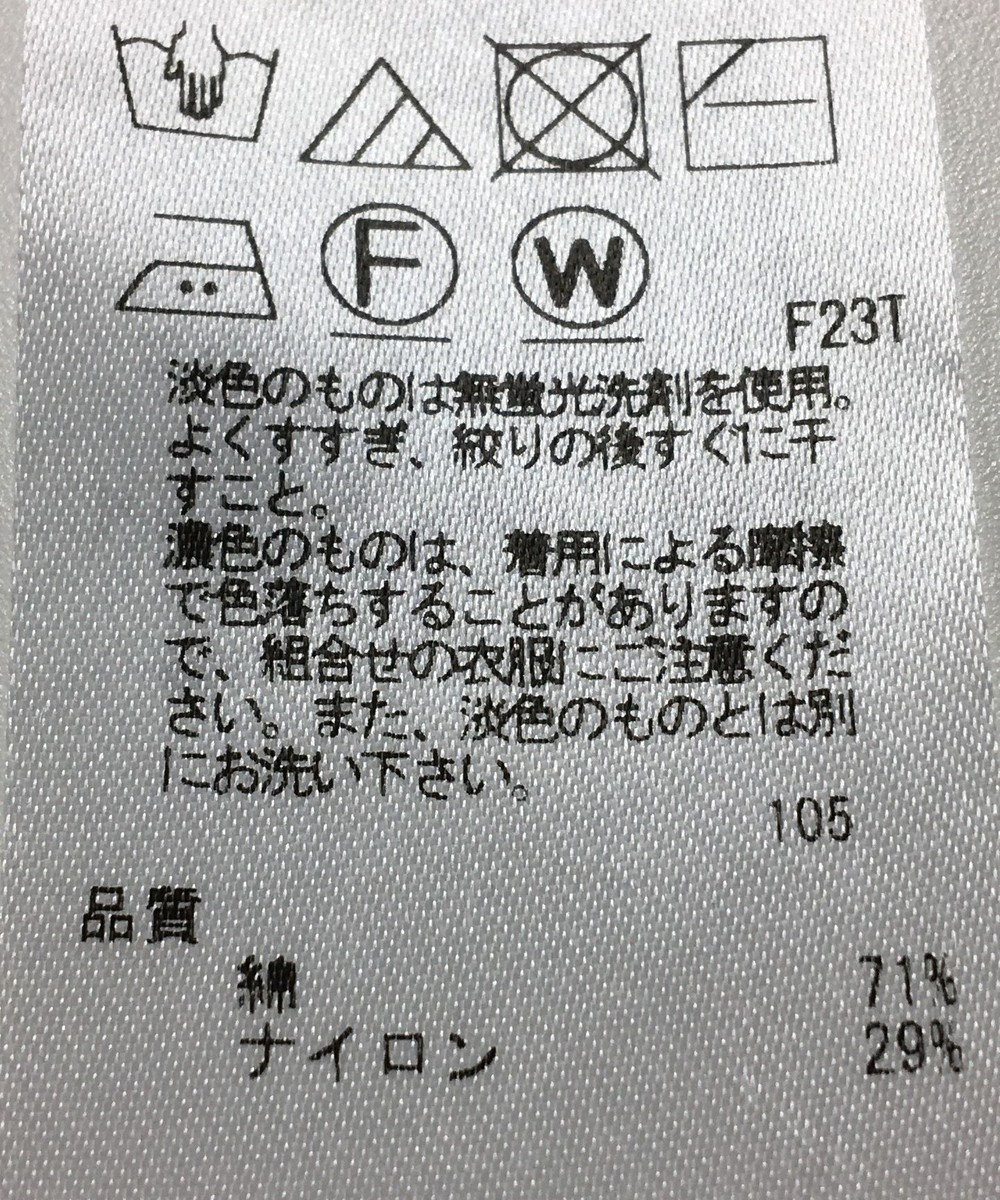 F
W
F23T
淡色のものは無蛍光洗剤を使用。
よくすすぎ、絞りの後すぐに干
すこと。
濃色のものは、着用による摩擦
で色落ちすることがありますの
で、組合せの衣服にご注意くだ
さい。また、淡色のものとは別
にお洗い下さい。
105
品質
綿 71%
ナイロン 29%